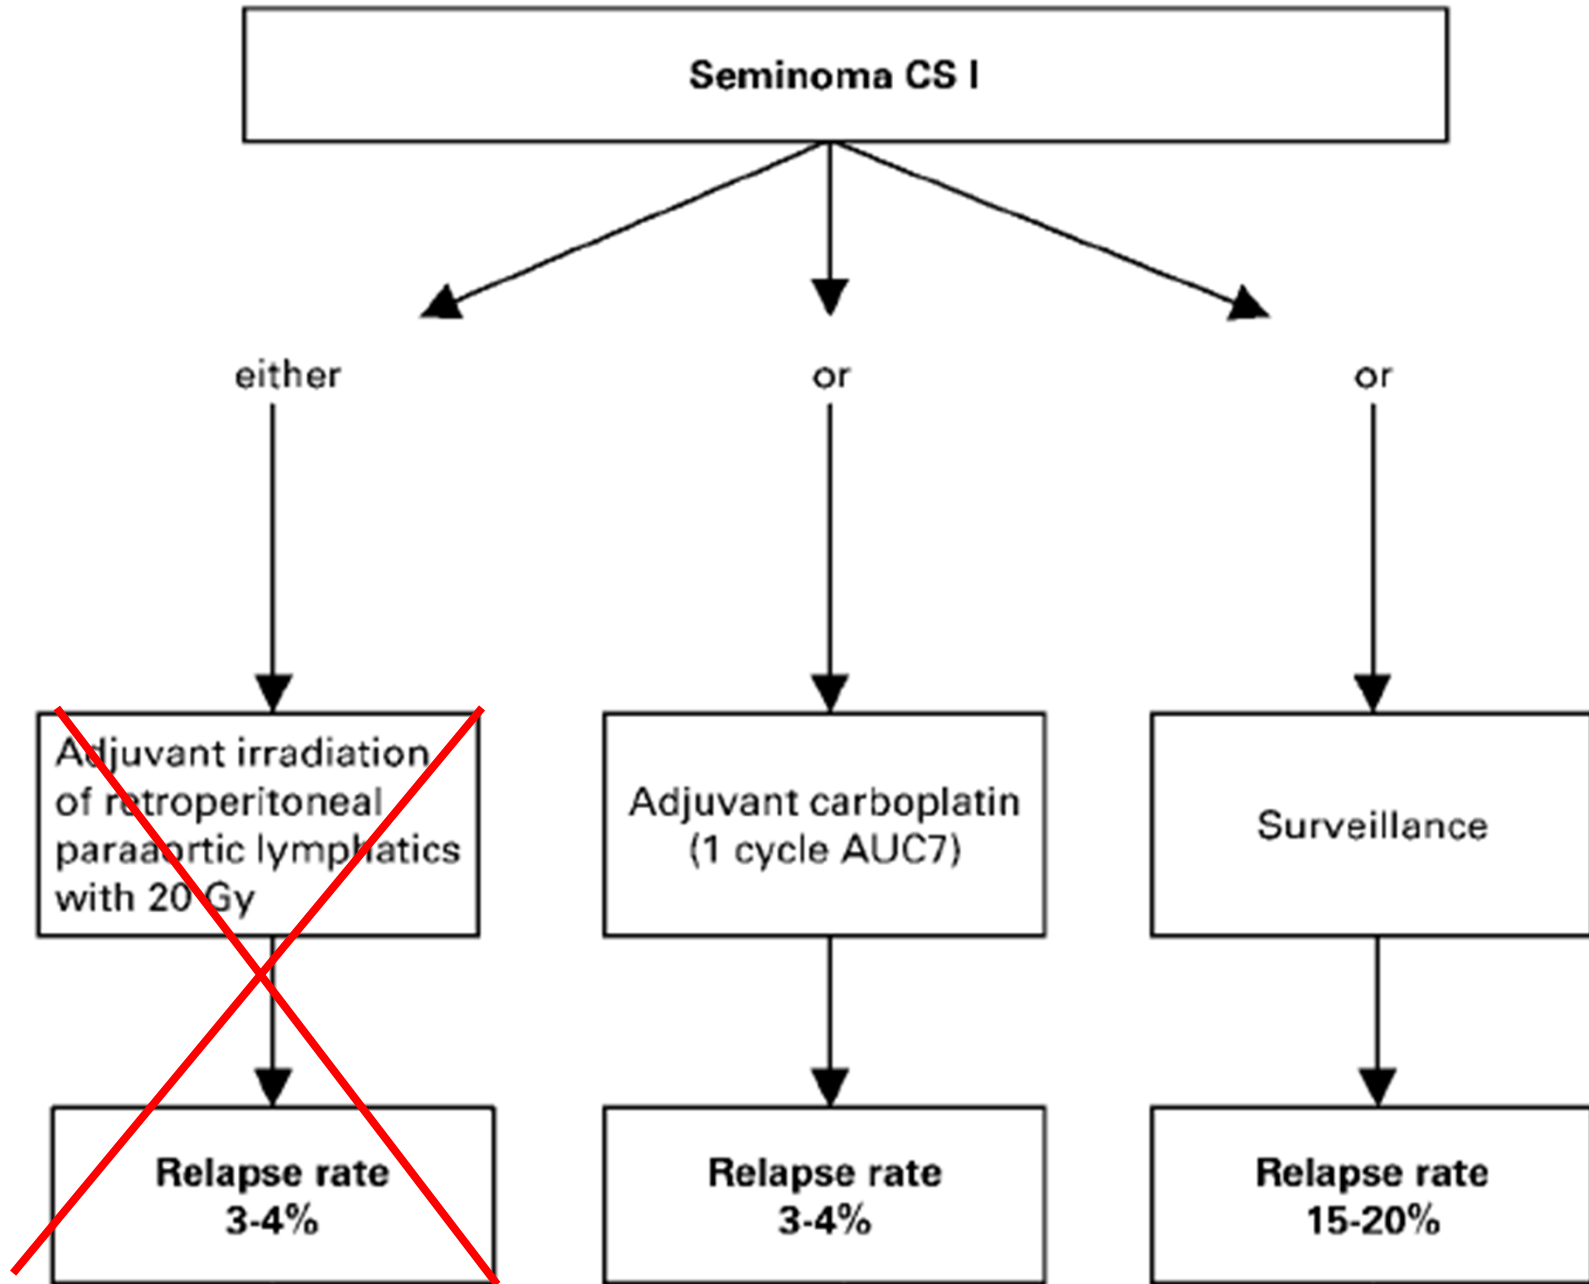 Seminoma CS I
either
or
or
Adjuvant irradiation
of retroperitoneal
paraaortic lymphatics
with 20 Gy
Adjuvant carboplatin
(1 cycle AUC7)
Surveillance
Relapse rate
3-4%
Relapse rate
3-4%
Relapse rate
15-20%